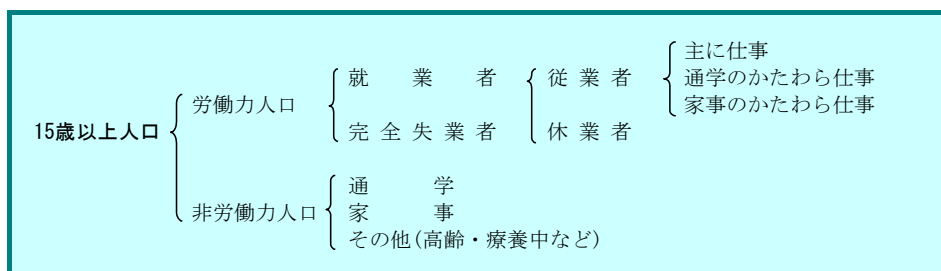 主に仕事
就業者 従業者 通学のかたわら仕事
労働力人口 家事のかたわら仕事
15歳以上人口 完全失業者 休業者
通学
非労働力人口 家事
その他(高齢・療養中など)